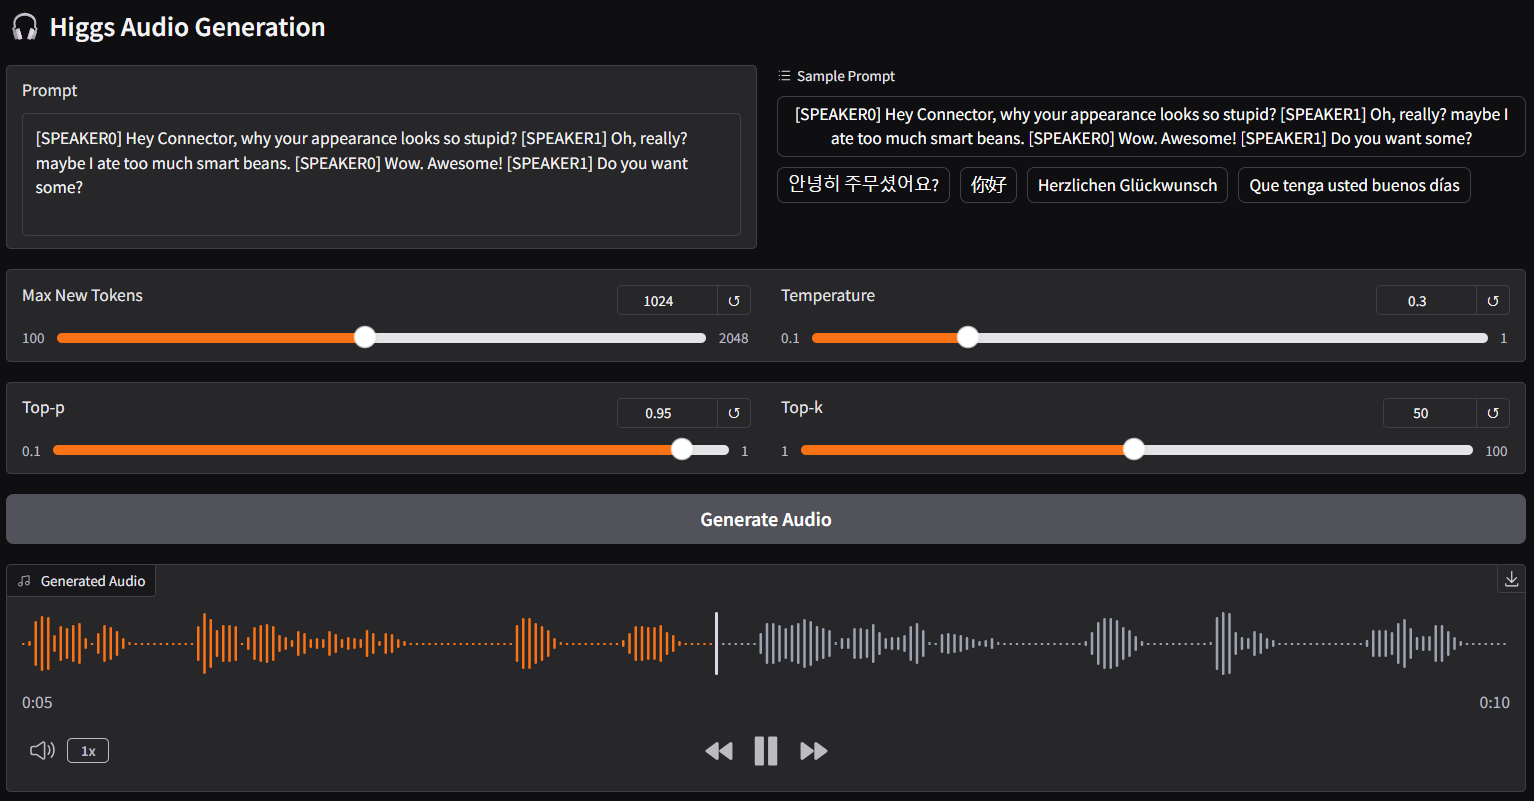 Higgs Audio Generation
Prompt
[SPEAKER0] Hey Connector, why your appearance looks so stupid? [SPEAKER1] Oh, really?
maybe I ate too much smart beans. [SPEAKER0] Wow. Awesome! [SPEAKER1] Do you want
some?
Sample Prompt
[SPEAKER0] Hey Connector, why your appearance looks so stupid? [SPEAKER1] Oh, really? maybe I
ate too much smart beans. [SPEAKER0] Wow. Awesome! [SPEAKER1] Do you want some?
안녕히 주무셨어요?
你好
Herzlichen Glückwunsch
Que tenga usted buenos días
Max New Tokens
1024
100
2048
Temperature
0.3
0.1
1
Top-p
0.95
0.1
1
Top-k
50
1
100
Generate Audio
Generated Audio
0:05
0:10
1x